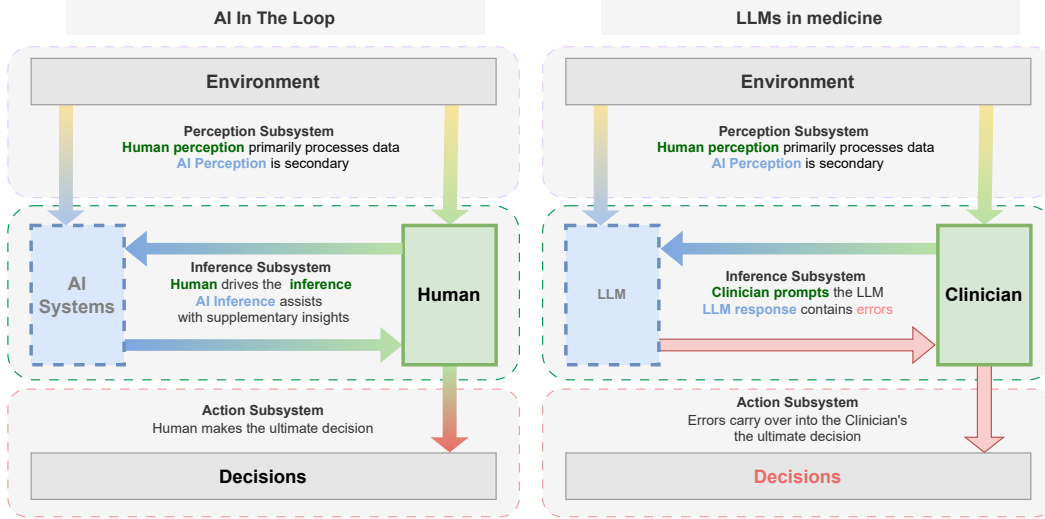 AI In The Loop
Environment
Perception Subsystem
Human perception primarily processes data
AI Perception is secondary
AI
Systems
Inference Subsystem
Human drives the inference
AI Inference assists
with supplementary insights
Human
Action Subsystem
Human makes the ultimate decision
Decisions
LLMs in medicine
Environment
Perception Subsystem
Human perception primarily processes data
AI Perception is secondary
LLM
Inference Subsystem
Clinician prompts the LLM
LLM response contains errors
Clinician
Action Subsystem
Errors carry over into the Clinician's
the ultimate decision
Decisions